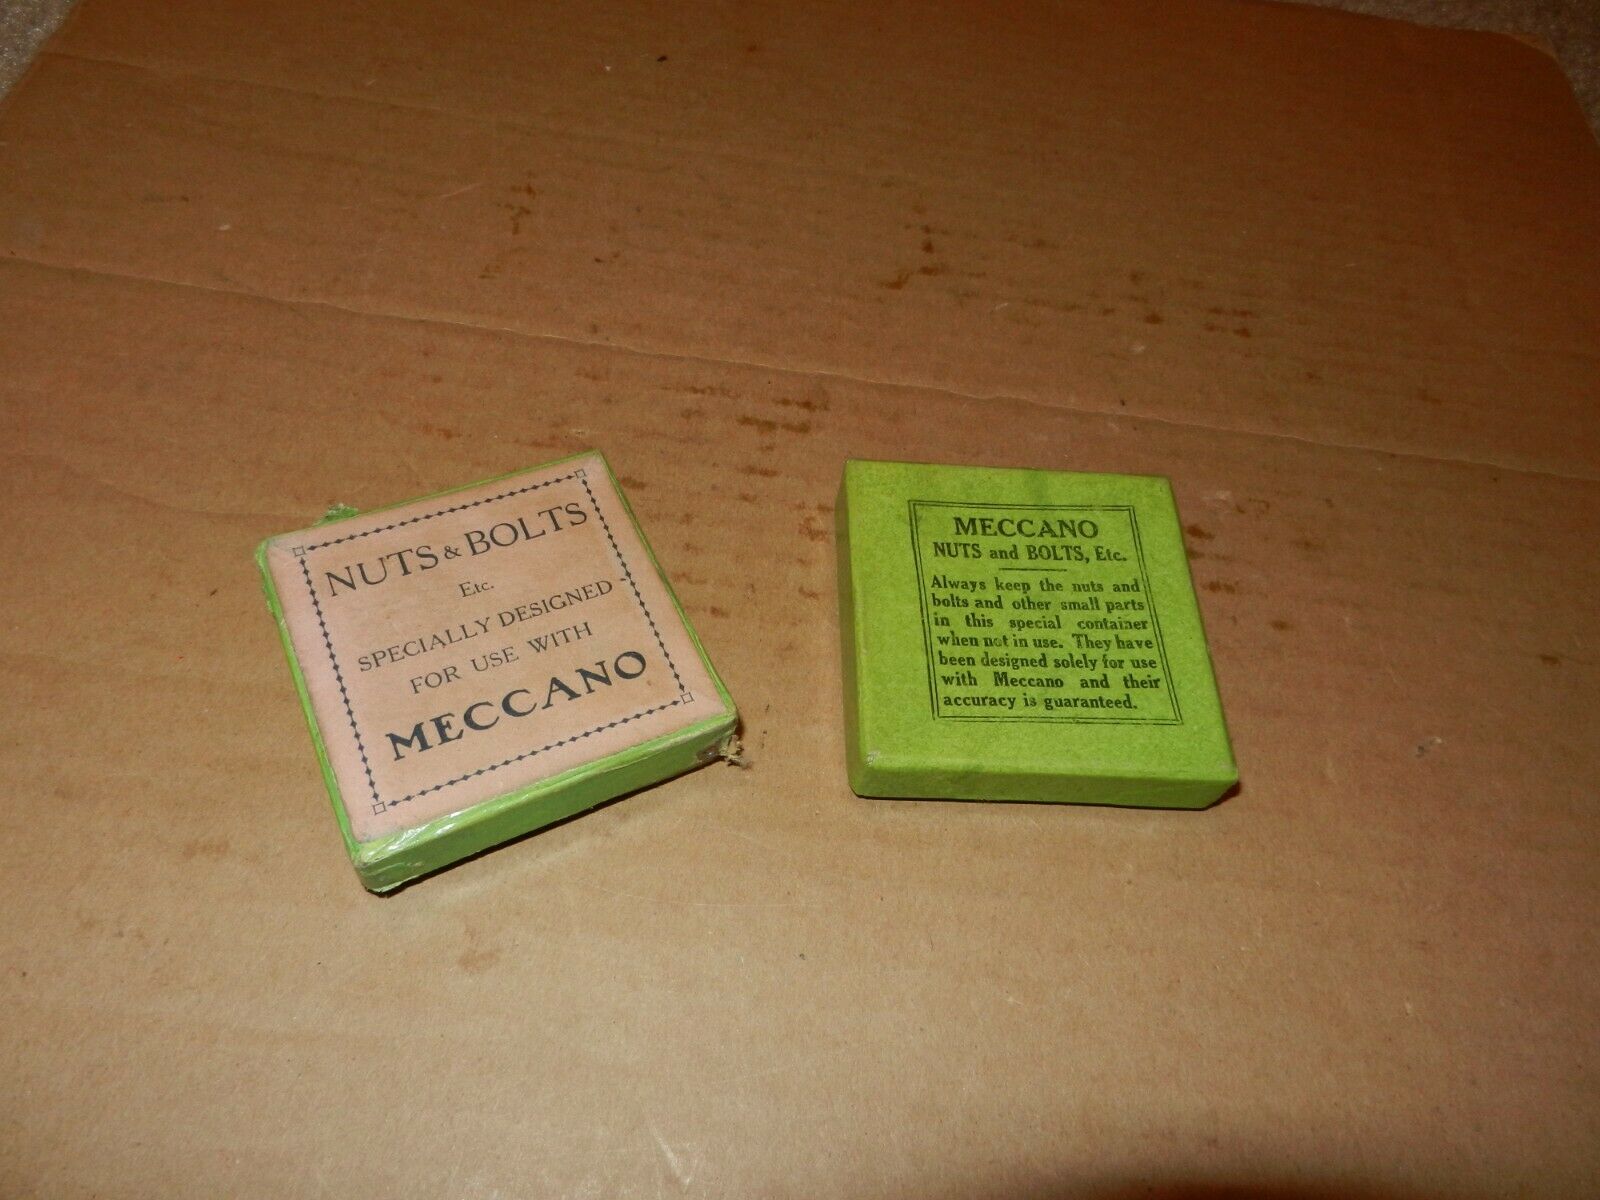 NUTS & BOLTS
Etc.
SPECIALLY DESIGNED
FOR USE WITH
MECCANO
MECCANO
NUTS and BOLTS, Etc.
Always keep the nuts and
bolts and other small parts
in this special container
when not in use. They have
been designed solely for use
with Meccano and their
accuracy is guaranteed.